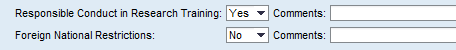 Responsible Conduct in Research Training: Yes Comments:
Foreign National Restrictions: No Comments: